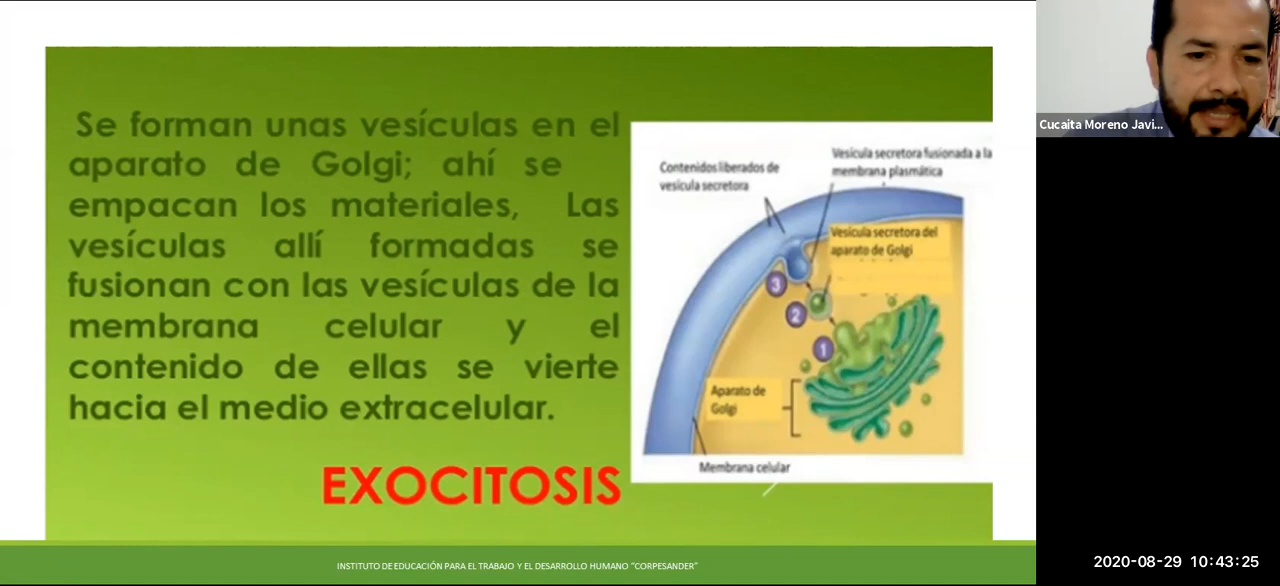 Se forman unas vesículas en el
aparato de Golgi; ahí se
empacan los materiales, Las
vesículas allí formadas se
fusionan con las vesículas de la
membrana celular y el
contenido de ellas se vierte
hacia el medio extracelular.
EXOCITOSIS
Contenidos liberados de
vesícula secretora
Vesícula secretora fusionada a la
membrana plasmática
Vesícula secretora del
aparato de Golgi
3
2
1
Aparato de
Golgi
Membrana celular
INSTITUTO DE EDUCACIÓN PARA EL TRABAJO Y EL DESARROLLO HUMANO “CORPESANDER”
Cucaita Moreno Javi...
2020-08-29 10:43:25